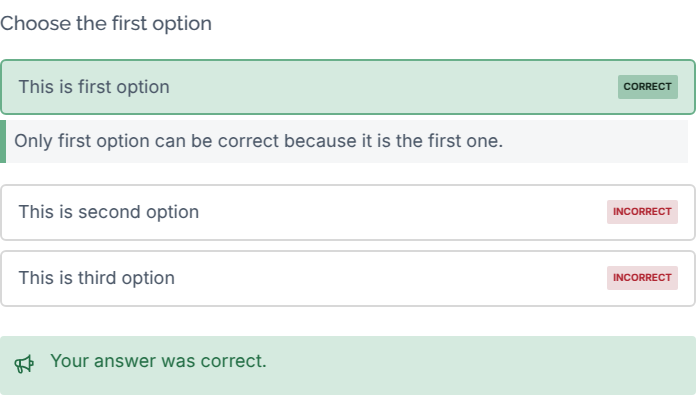 Choose the first option
This is first option
CORRECT
Only first option can be correct because it is the first one.
This is second option
INCORRECT
This is third option
INCORRECT
Your answer was correct.